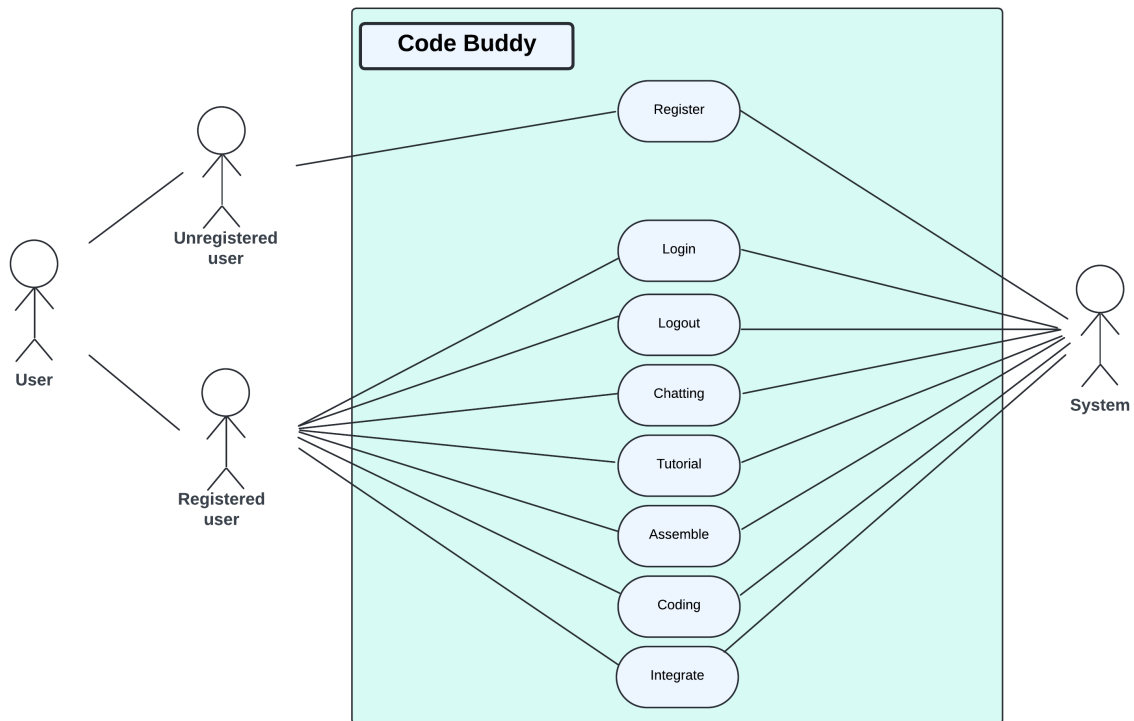 Code Buddy
Register
Unregistered
user
Login
Logout
User
Chatting
System
Tutorial
Registered
user
Assemble
Coding
Integrate